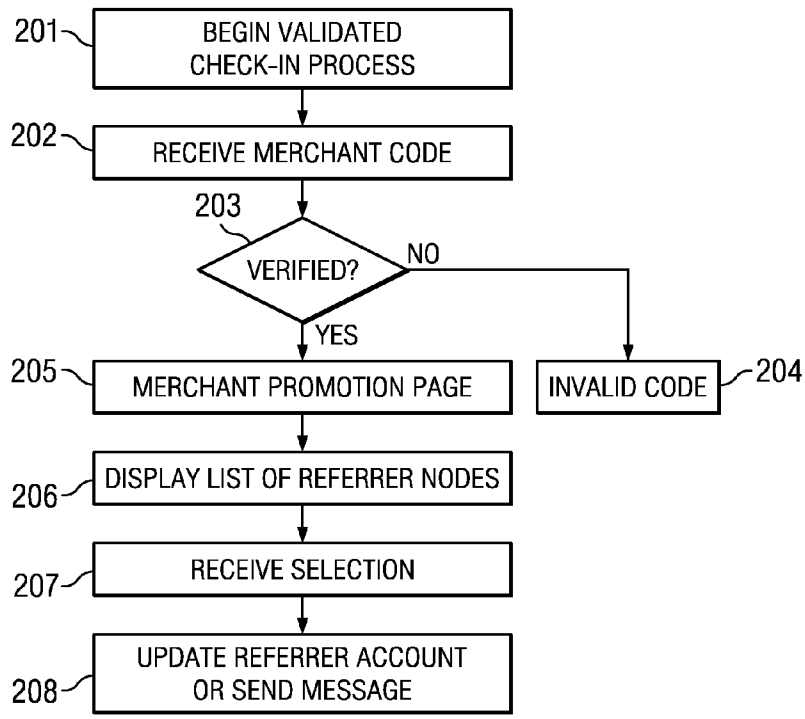 201
BEGIN VALIDATED
CHECK-IN PROCESS
202
RECEIVE MERCHANT CODE
203
VERIFIED?
NO
YES
205
MERCHANT PROMOTION PAGE
INVALID CODE
204
206
DISPLAY LIST OF REFERRER NODES
207
RECEIVE SELECTION
208
UPDATE REFERRER ACCOUNT
OR SEND MESSAGE